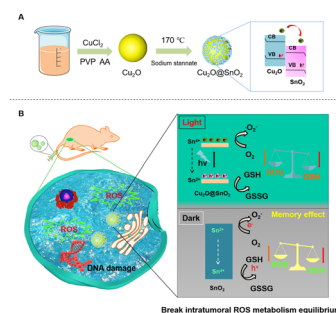 A
CuCl₂
PVP AA
Cu₂O
170 ℃
Sodium stannate
Cu₂O@SnO₂
CB
CB
VB h⁺
VB h⁺
Cu₂O
SnO₂
B
ROS
ROS
DNA damage
Light
Sn⁴⁺
hν
Sn²⁺
Cu₂O@SnO₂
O₂⁻
O₂
GSH
GSSG
Dark
Memory effect
Sn²⁺
Sn⁴⁺
SnO₂
O₂⁻
e⁻
O₂
GSH
h⁺
GSSG
Break intratumoral ROS metabolism equilibrium